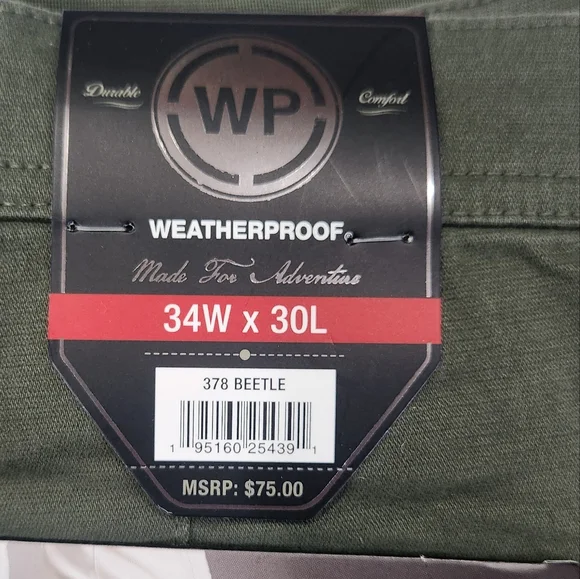 Durable
WP
Comfort
WEATHERPROOF
Made For Adventure
34W x 30L
378 BEETLE
1 95160 25439 1
MSRP: $75.00